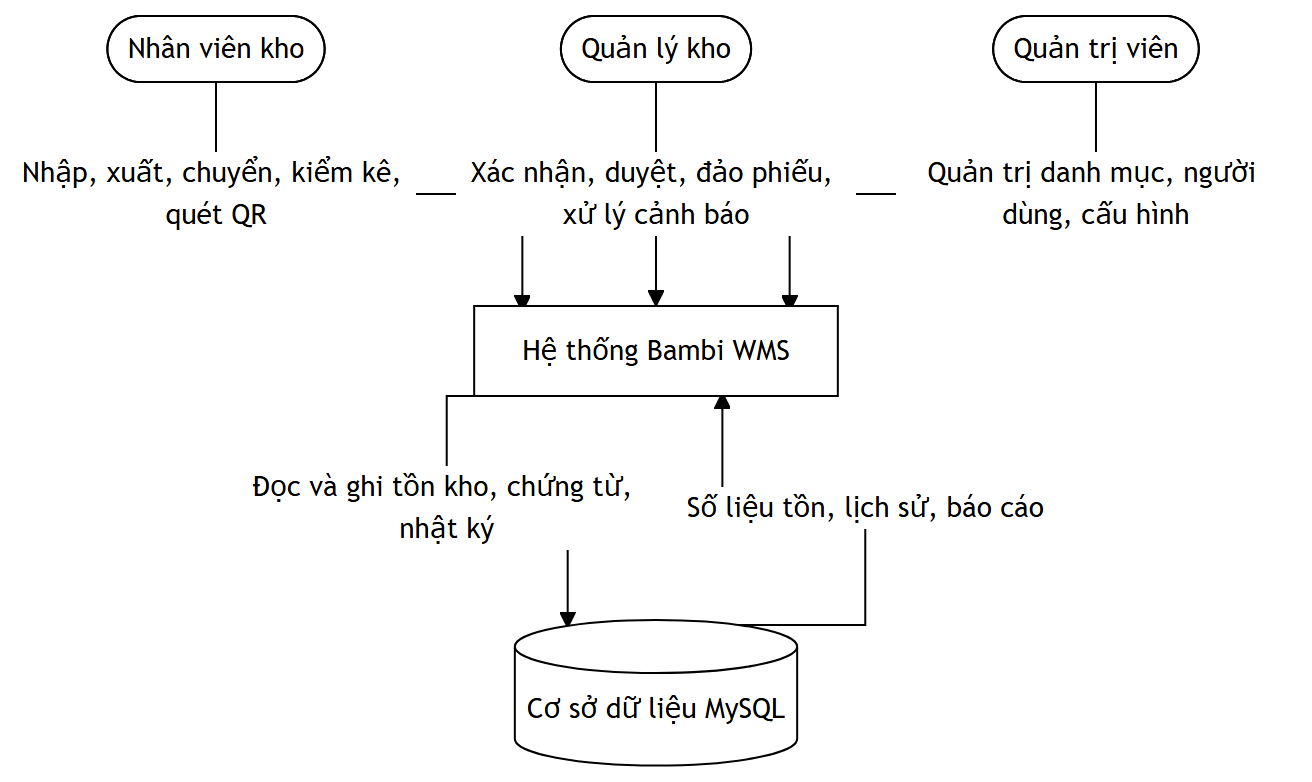 Nhân viên kho
Quản lý kho
Quản trị viên
Nhập, xuất, chuyển, kiểm kê,
quét QR
Xác nhận, duyệt, đảo phiếu,
xử lý cảnh báo
Quản trị danh mục, người
dùng, cấu hình
Hệ thống Bambi WMS
Đọc và ghi tồn kho, chứng từ,
nhật ký
Số liệu tồn, lịch sử, báo cáo
Cơ sở dữ liệu MySQL